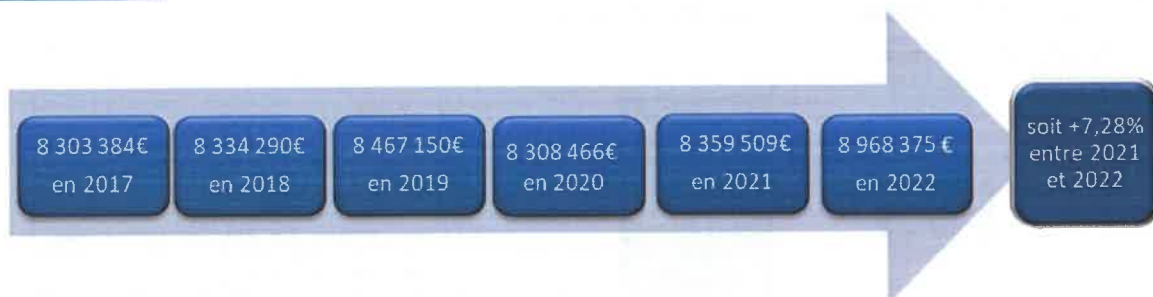 8 303 384€
en 2017
8 334 290€
en 2018
8 467 150€
en 2019
8 308 466€
en 2020
8 359 509€
en 2021
8 968 375 €
en 2022
soit +7,28%
entre 2021
et 2022